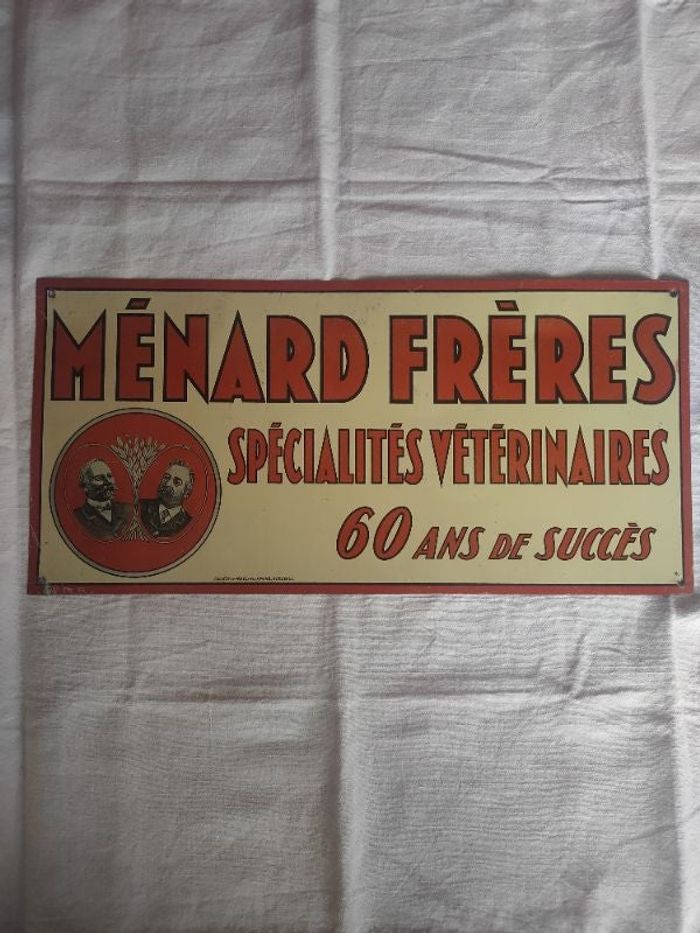 MÉNARD FRÈRES
SPÉCIALITÉS VÉTÉRINAIRES
60 ANS DE SUCCÈS